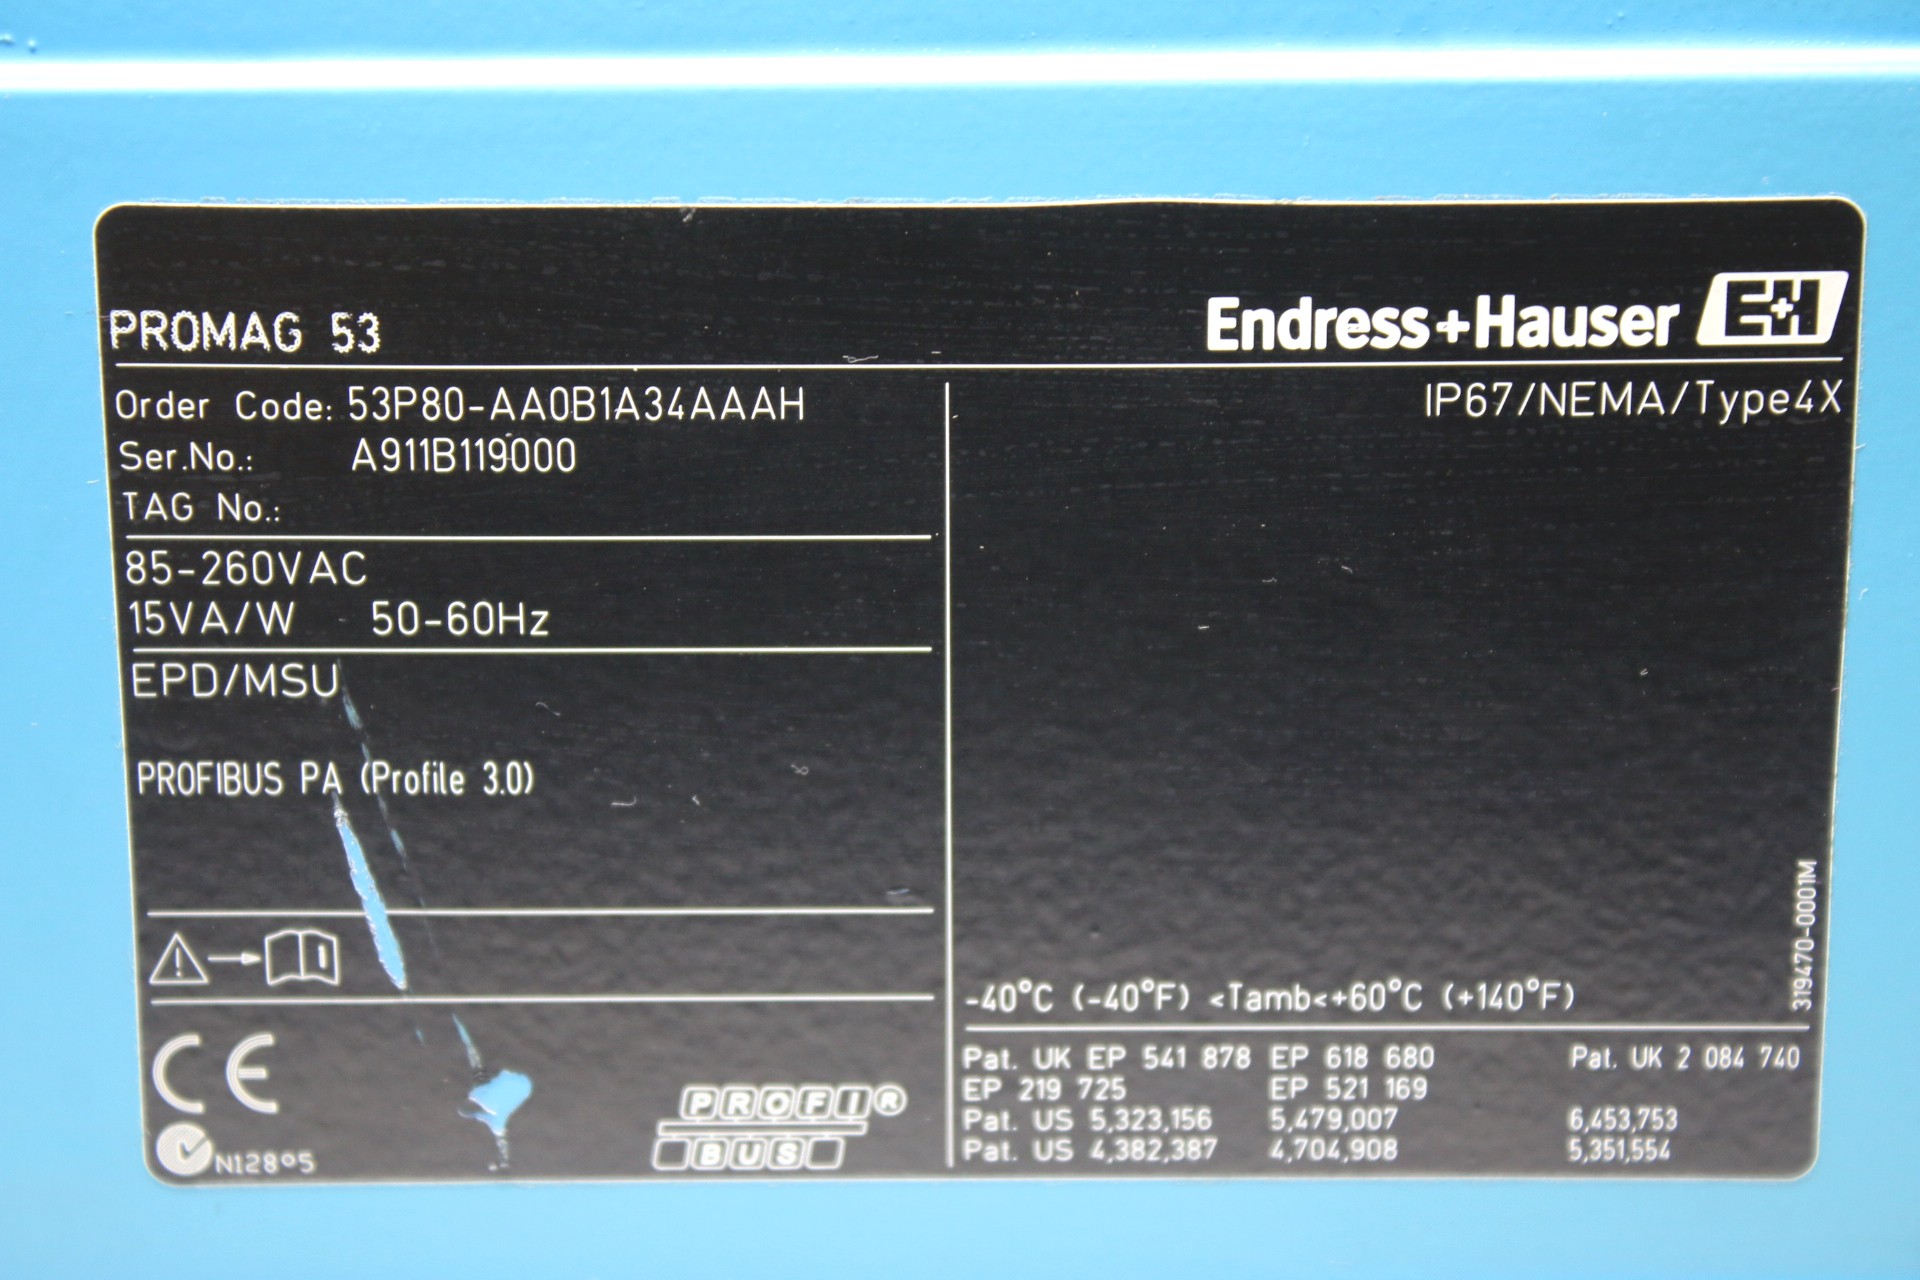 PROMAG 53
Endress+Hauser E+H
Order Code: 53P80-AA0B1A34AAAH
Ser.No.: A911B119000
TAG No.:
IP67/NEMA/Type4X
85-260VAC
15VA/W 50-60Hz
EPD/MSU
PROFIBUS PA (Profile 3.0)
CE
N128°5
PROFI®
BUS
-40°C (-40°F) <Tamb<+60°C (+140°F)
Pat. UK EP 541 878 EP 618 680 Pat. UK 2 084 740
EP 219 725 EP 521 169
Pat. US 5,323,156 5,479,007 6,453,753
Pat. US 4,382,387 4,704,908 5,351,554
319470-0001M